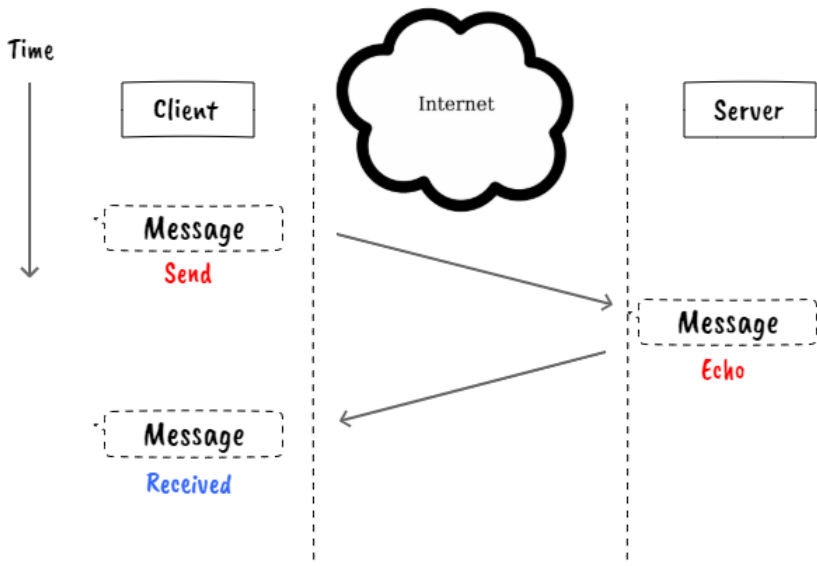 Time
Client
Internet
Server
Message
Send
Message
Echo
Message
Received